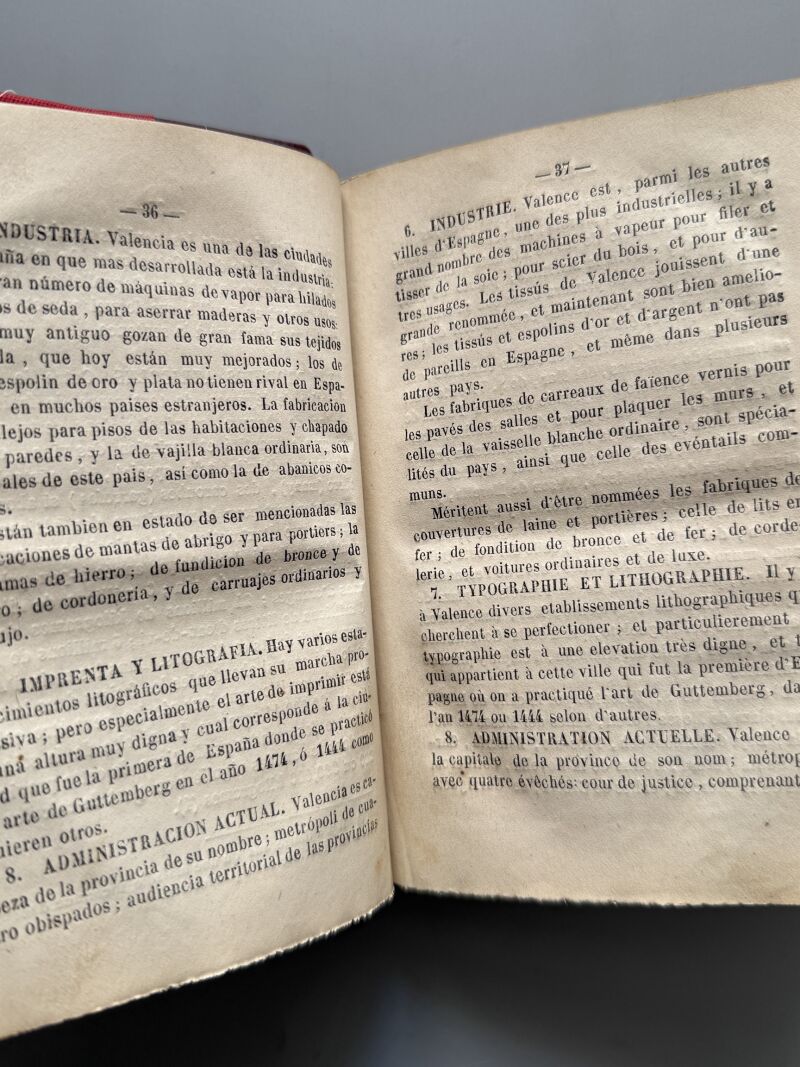 — 36 —
NDUSTRIA. Valencia es una de las ciudades
aña en que mas desarrollada está la industria:
ran número de máquinas de vapor para hilados
os de seda, para aserrar maderas y otros usos:
muy antiguo gozan de gran fama sus tejidos
la, que hoy están muy mejorados; los de
espolin de oro y plata no tienen rival en Espa-
en muchos paises estranjeros. La fabricacion
lejos para pisos de las habitaciones y chapado
paredes, y la de vajilla blanca ordinaria, son
ales de este pais, así como la de abanicos co-
s.
stán tambien en estado de ser mencionadas las
caciones de mantas de abrigo y para portiers; la
amas de hierro; de fundicion de bronce y de
o; de cordonería, y de carruajes ordinarios y
ujo.
IMPRENTA Y LITOGRAFIA. Hay varios esta-
cimientos litográficos que llevan su marcha pro-
siva; pero especialmente el arte de imprimir está
una altura muy digna y cual corresponde á la ciu-
d que fue la primera de España donde se practicó
arte de Guttemberg en el año 1474, ó 1444 como
uieren otros.
8. ADMINISTRACION ACTUAL. Valencia es ca-
eza de la provincia de su nombre; metrópoli de cua-
ro obispados; audiencia territorial de las provincias
— 37 —
6. INDUSTRIE. Valence est, parmi les autres
villes d'Espagne, une des plus industrielles; il y a
grand nombre des machines à vapeur pour filer et
tisser de la soie; pour scier du bois, et pour d'au-
tres usages. Les tissús de Valence jouissent d'une
grande renommée, et maintenant sont bien amelio-
res; les tissús et espolins d'or et d'argent n'ont pas
de pareills en Espagne, et même dans plusieurs
autres pays.
Les fabriques de carreaux de faïence vernis pour
les pavés des salles et pour plaquer les murs, et
celle de la vaisselle blanche ordinaire, sont spécia-
lités du pays, ainsi que celle des evéntails com-
muns.
Méritent aussi d'être nommées les fabriques de
couvertures de laine et portières; celle de lits en
fer; de fondition de bronce et de fer; de corde
lerie, et voitures ordinaires et de luxe.
7. TYPOGRAPHIE ET LITHOGRAPHIE. Il y
à Valence divers etablissements lithographiques q
cherchent à se perfectioner; et particulierement
typographie est à une elevation très digne, et t
qui appartient à cette ville qui fut la première d'E
pagne où on a practiqué l'art de Guttemberg, da
l'an 1474 ou 1444 selon d'autres.
8. ADMINISTRATION ACTUELLE. Valence
la capitale de la province de son nom; métrop
avec quatre évêchés: cour de justice, comprenant